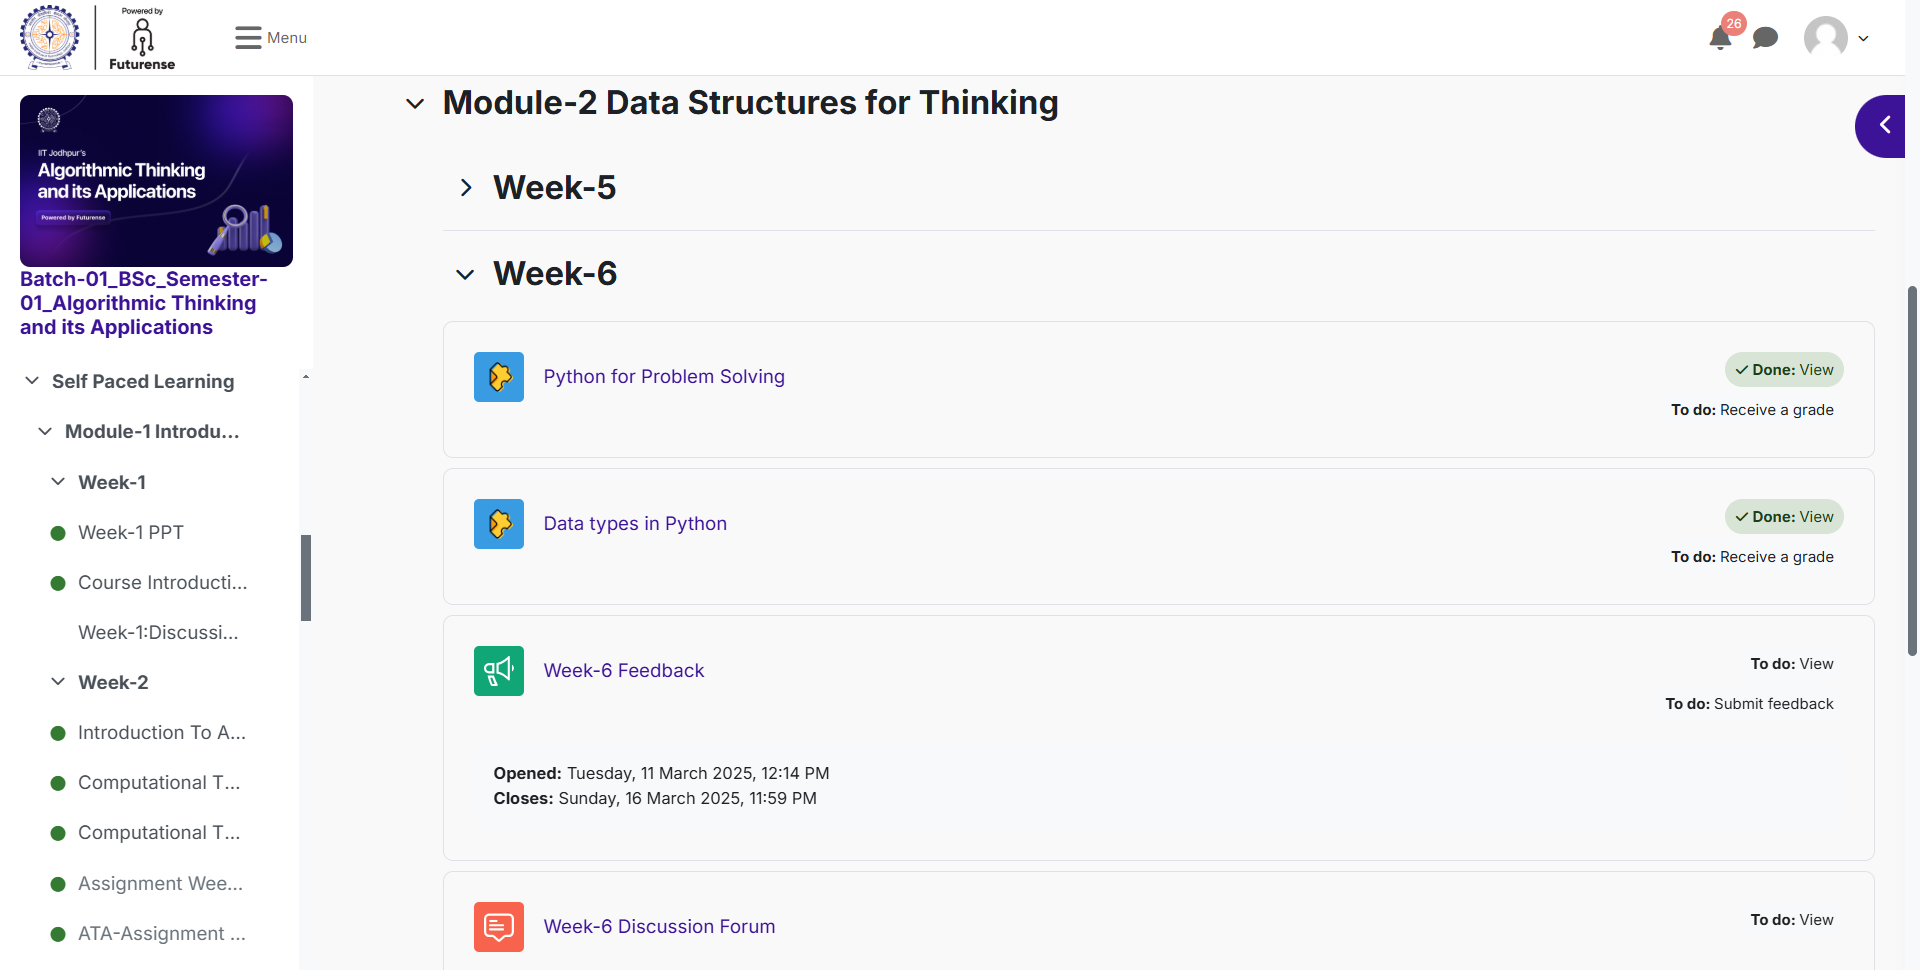 Powered by
Futurense
Menu
26
IIT Jodhpur's
Algorithmic Thinking
and its Applications
Powered by Futurense
Batch-01_BSc_Semester-
01_Algorithmic Thinking
and its Applications
Self Paced Learning
Module-1 Introdu...
Week-1
Week-1 PPT
Course Introducti...
Week-1:Discussi...
Week-2
Introduction To A...
Computational T...
Computational T...
Assignment Wee...
ATA-Assignment ...
Module-2 Data Structures for Thinking
Week-5
Week-6
Python for Problem Solving
Done: View
To do: Receive a grade
Data types in Python
Done: View
To do: Receive a grade
Week-6 Feedback
To do: View
To do: Submit feedback
Opened: Tuesday, 11 March 2025, 12:14 PM
Closes: Sunday, 16 March 2025, 11:59 PM
Week-6 Discussion Forum
To do: View